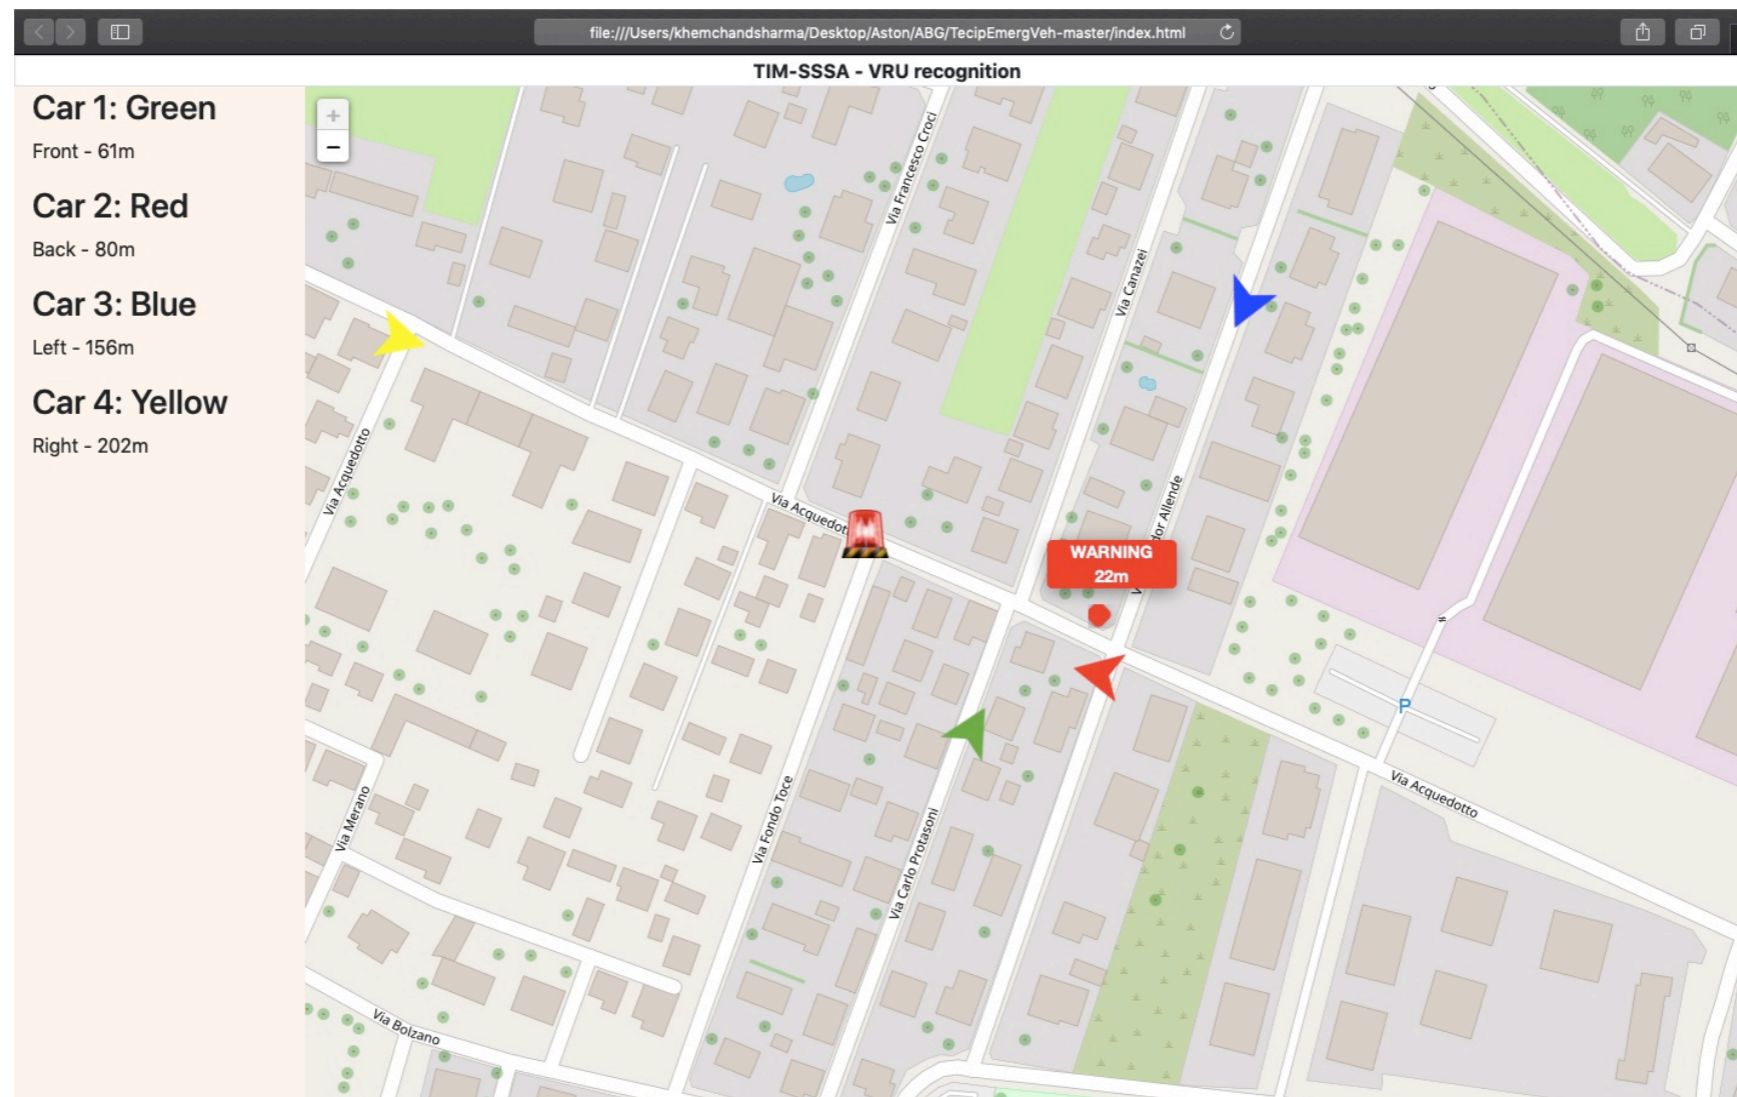 file:///Users/khemchandsharma/Desktop/Aston/ABG/TecipEmergVeh-master/index.html
TIM-SSSA - VRU recognition
Car 1: Green
Front - 61m
Car 2: Red
Back - 80m
Car 3: Blue
Left - 156m
Car 4: Yellow
Right - 202m
+
−
Via Francesco Croci
Via Canazei
Via Acquedotto
Via Acquedot
dor Allende
WARNING
22m
P
Via Acquedotto
Via Merano
Via Fondo Toce
Via Carlo Protasoni
Via Bolzano